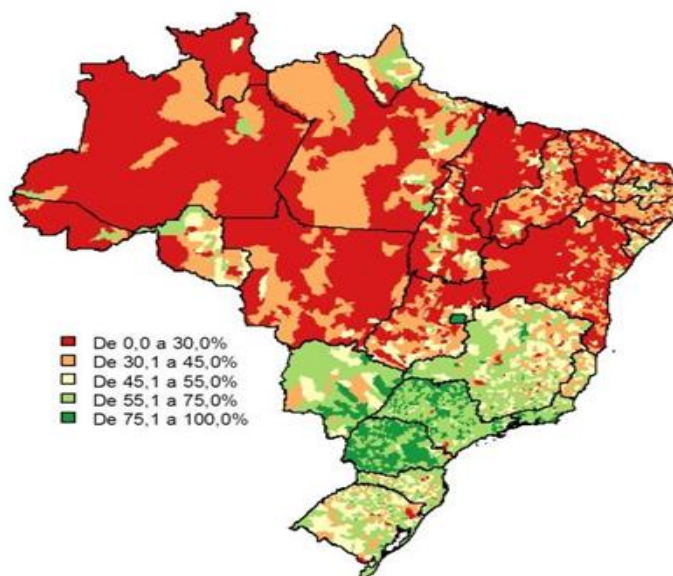 De 0,0 a 30,0%
De 30,1 a 45,0%
De 45,1 a 55,0%
De 55,1 a 75,0%
De 75,1 a 100,0%